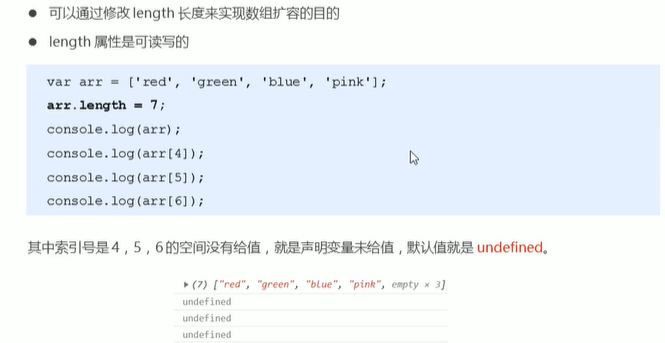 ● 可以通过修改 length 长度来实现数组扩容的目的
● length 属性是可读写的
var arr = ['red', 'green', 'blue', 'pink'];
arr.length = 7;
console.log(arr);
console.log(arr[4]);
console.log(arr[5]);
console.log(arr[6]);
其中索引号是 4，5，6 的空间没有给值，就是声明变量未给值，默认值就是 undefined。
▶(7) ["red", "green", "blue", "pink", empty × 3]
undefined
undefined
undefined